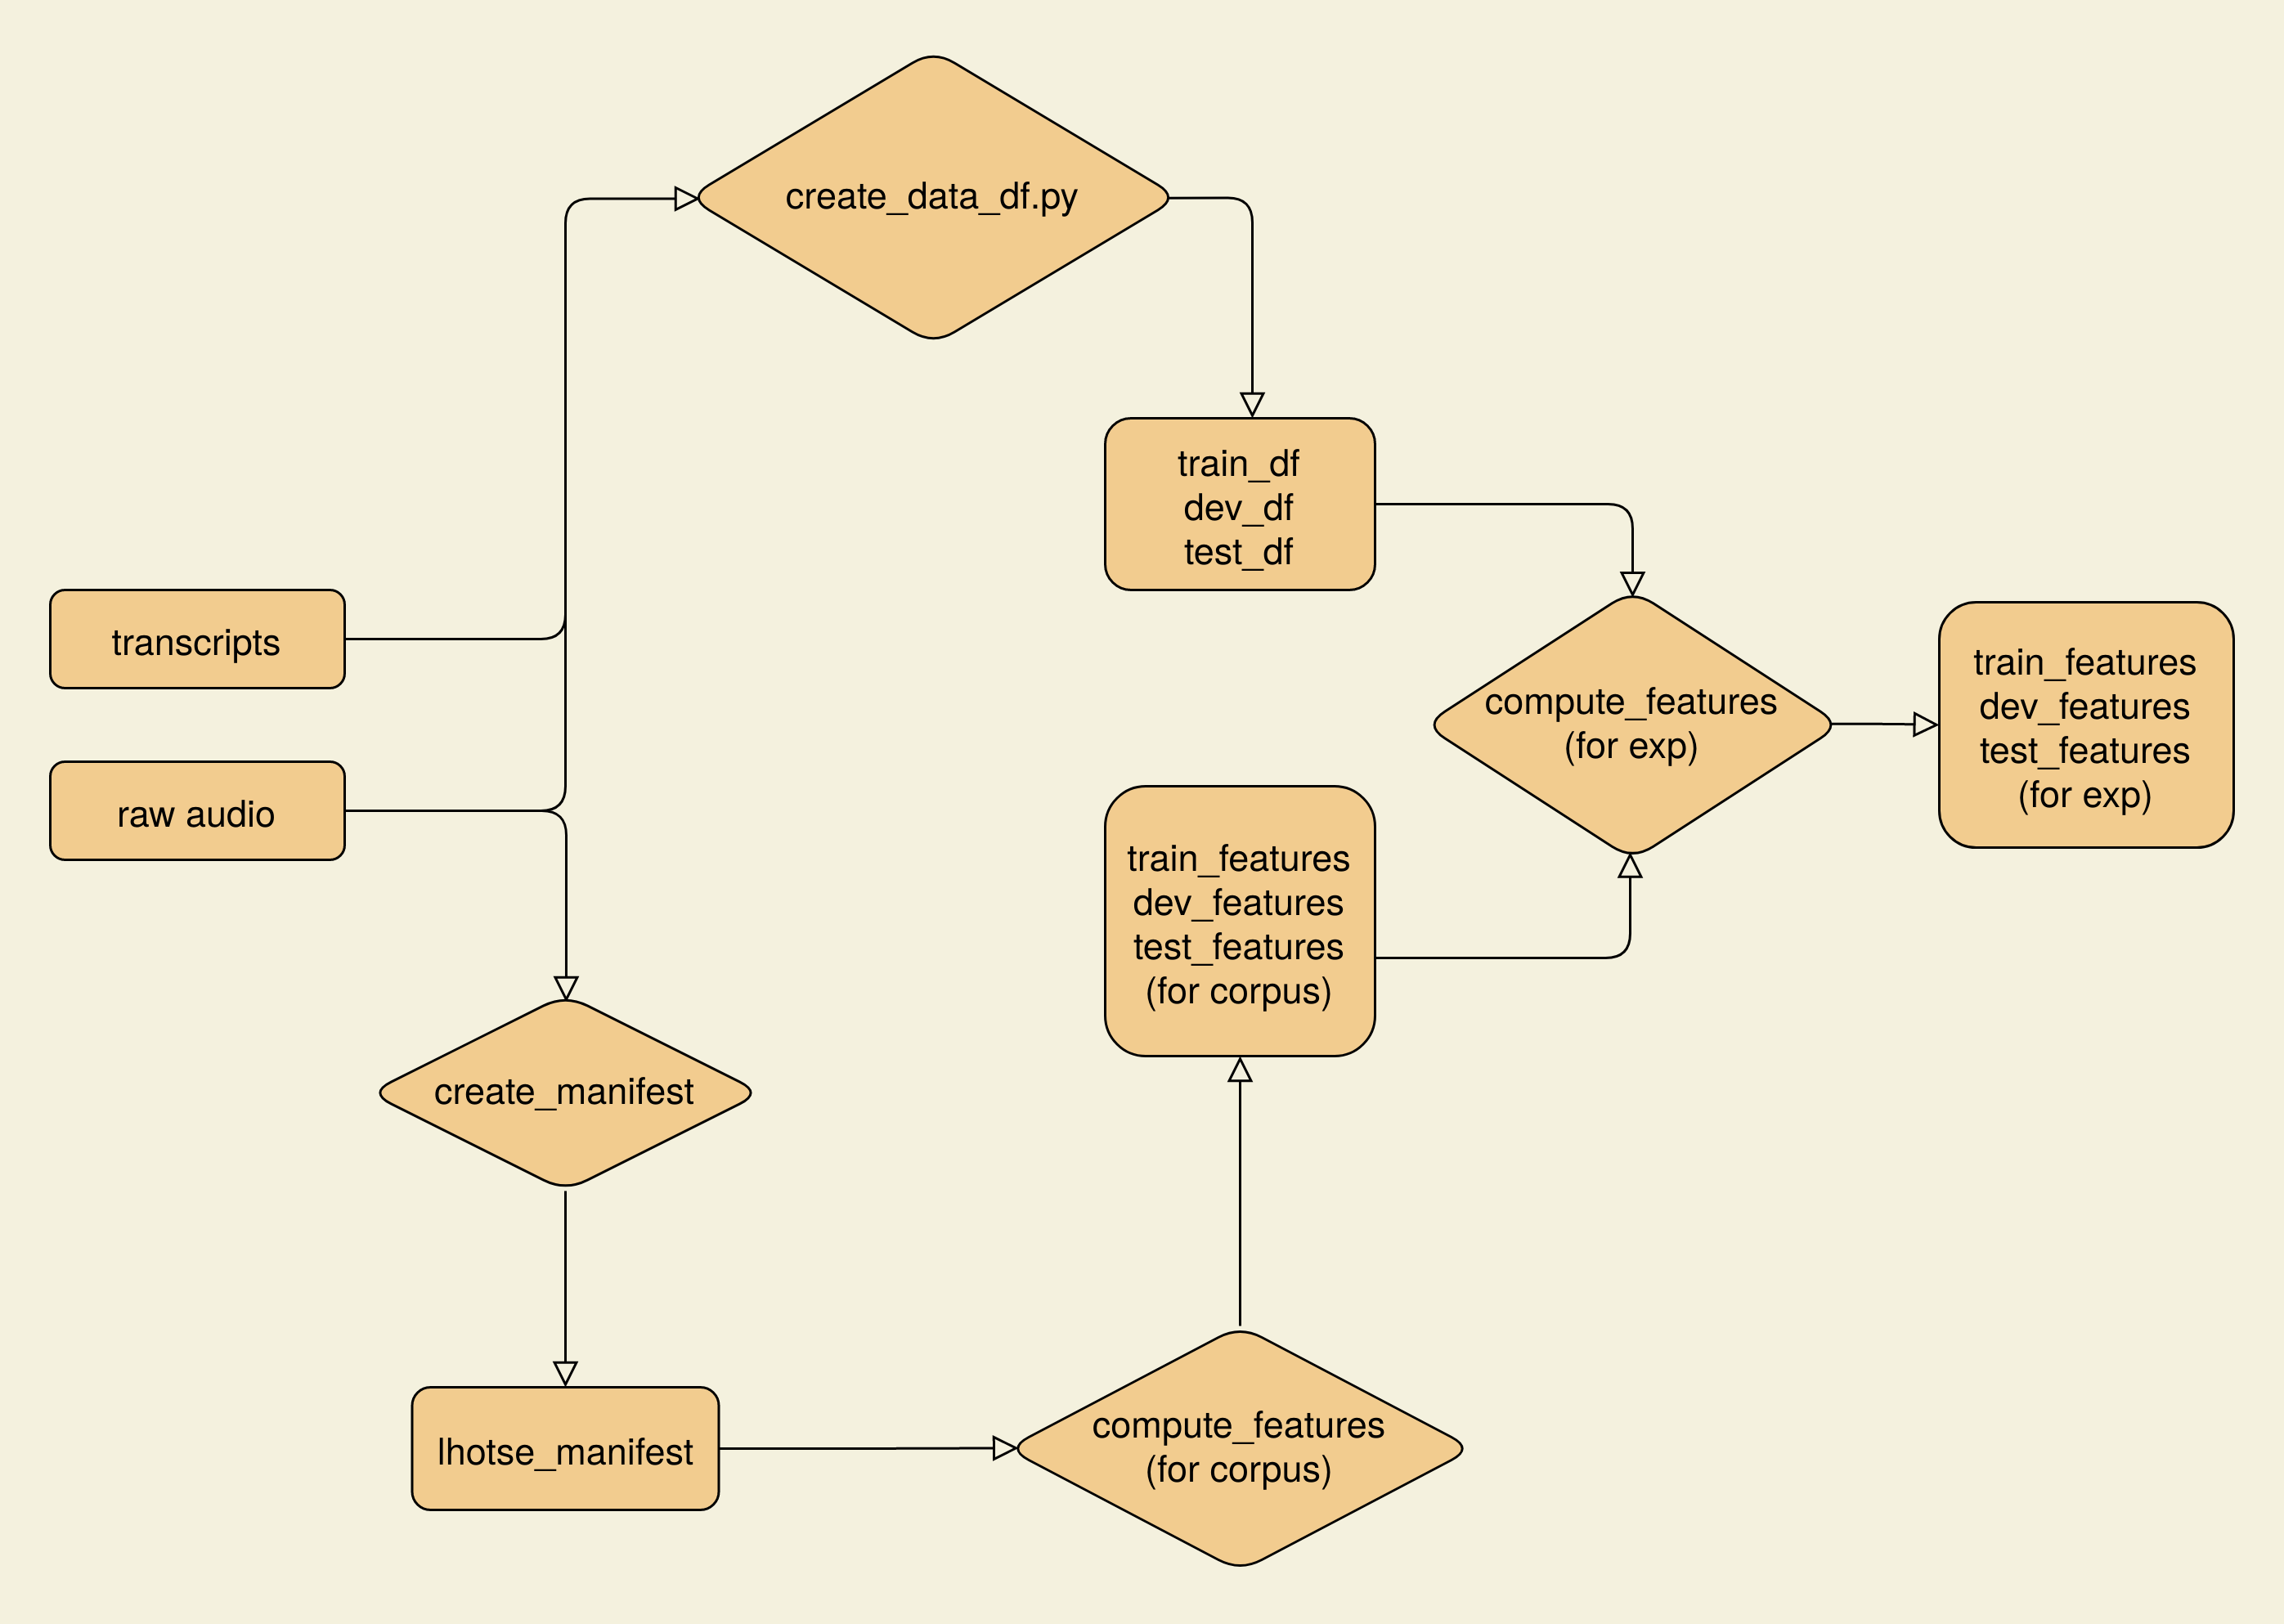 create_data_df.py
train_df
dev_df
test_df
transcripts
raw audio
compute_features
(for exp)
train_features
dev_features
test_features
(for exp)
train_features
dev_features
test_features
(for corpus)
create_manifest
lhotse_manifest
compute_features
(for corpus)